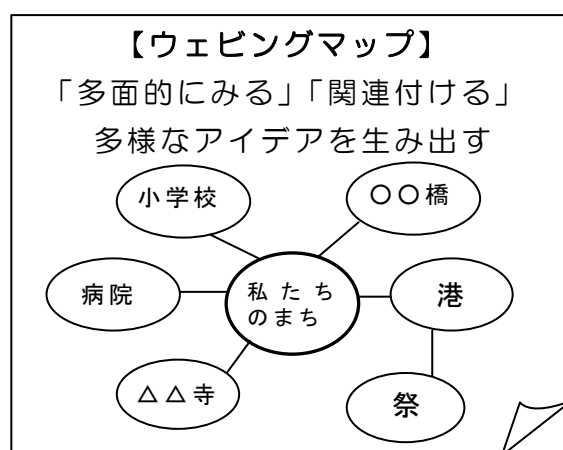 【ウェビングマップ】
「多面的にみる」「関連付ける」
多様なアイデアを生み出す
小学校
〇〇橋
病院
私たち
のまち
港
△△寺
祭